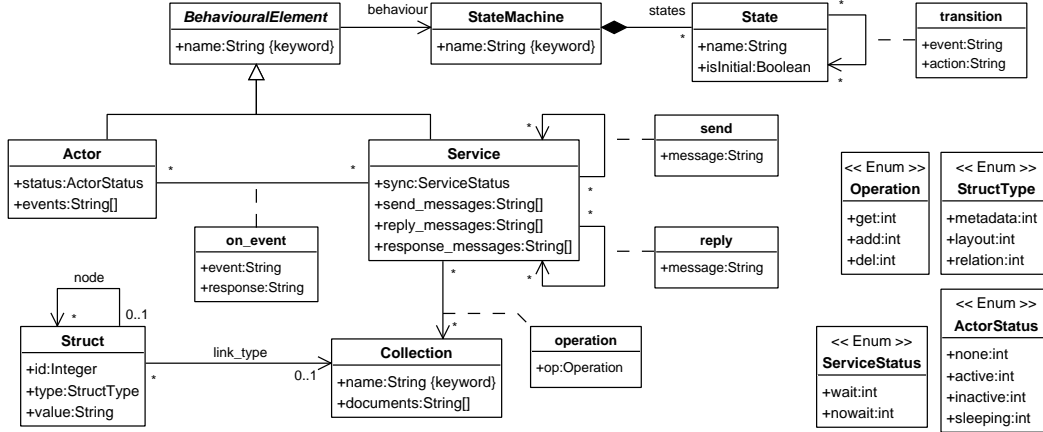 BehaviouralElement
+name:String {keyword}
behaviour
StateMachine
+name:String {keyword}
states
*
State
+name:String
+isInitial:Boolean
*
*
transition
+event:String
+action:String
Actor
+status:ActorStatus
+events:String[]
*
*
Service
+sync:ServiceStatus
+send_messages:String[]
+reply_messages:String[]
+response_messages:String[]
*
*
*
*
send
+message:String
reply
+message:String
on_event
+event:String
+response:String
<< Enum >>
Operation
+get:int
+add:int
+del:int
<< Enum >>
StructType
+metadata:int
+layout:int
+relation:int
node
*
0..1
Struct
+id:Integer
+type:StructType
+value:String
link_type
*
0..1
*
*
Collection
+name:String {keyword}
+documents:String[]
operation
+op:Operation
<< Enum >>
ServiceStatus
+wait:int
+nowait:int
<< Enum >>
ActorStatus
+none:int
+active:int
+inactive:int
+sleeping:int